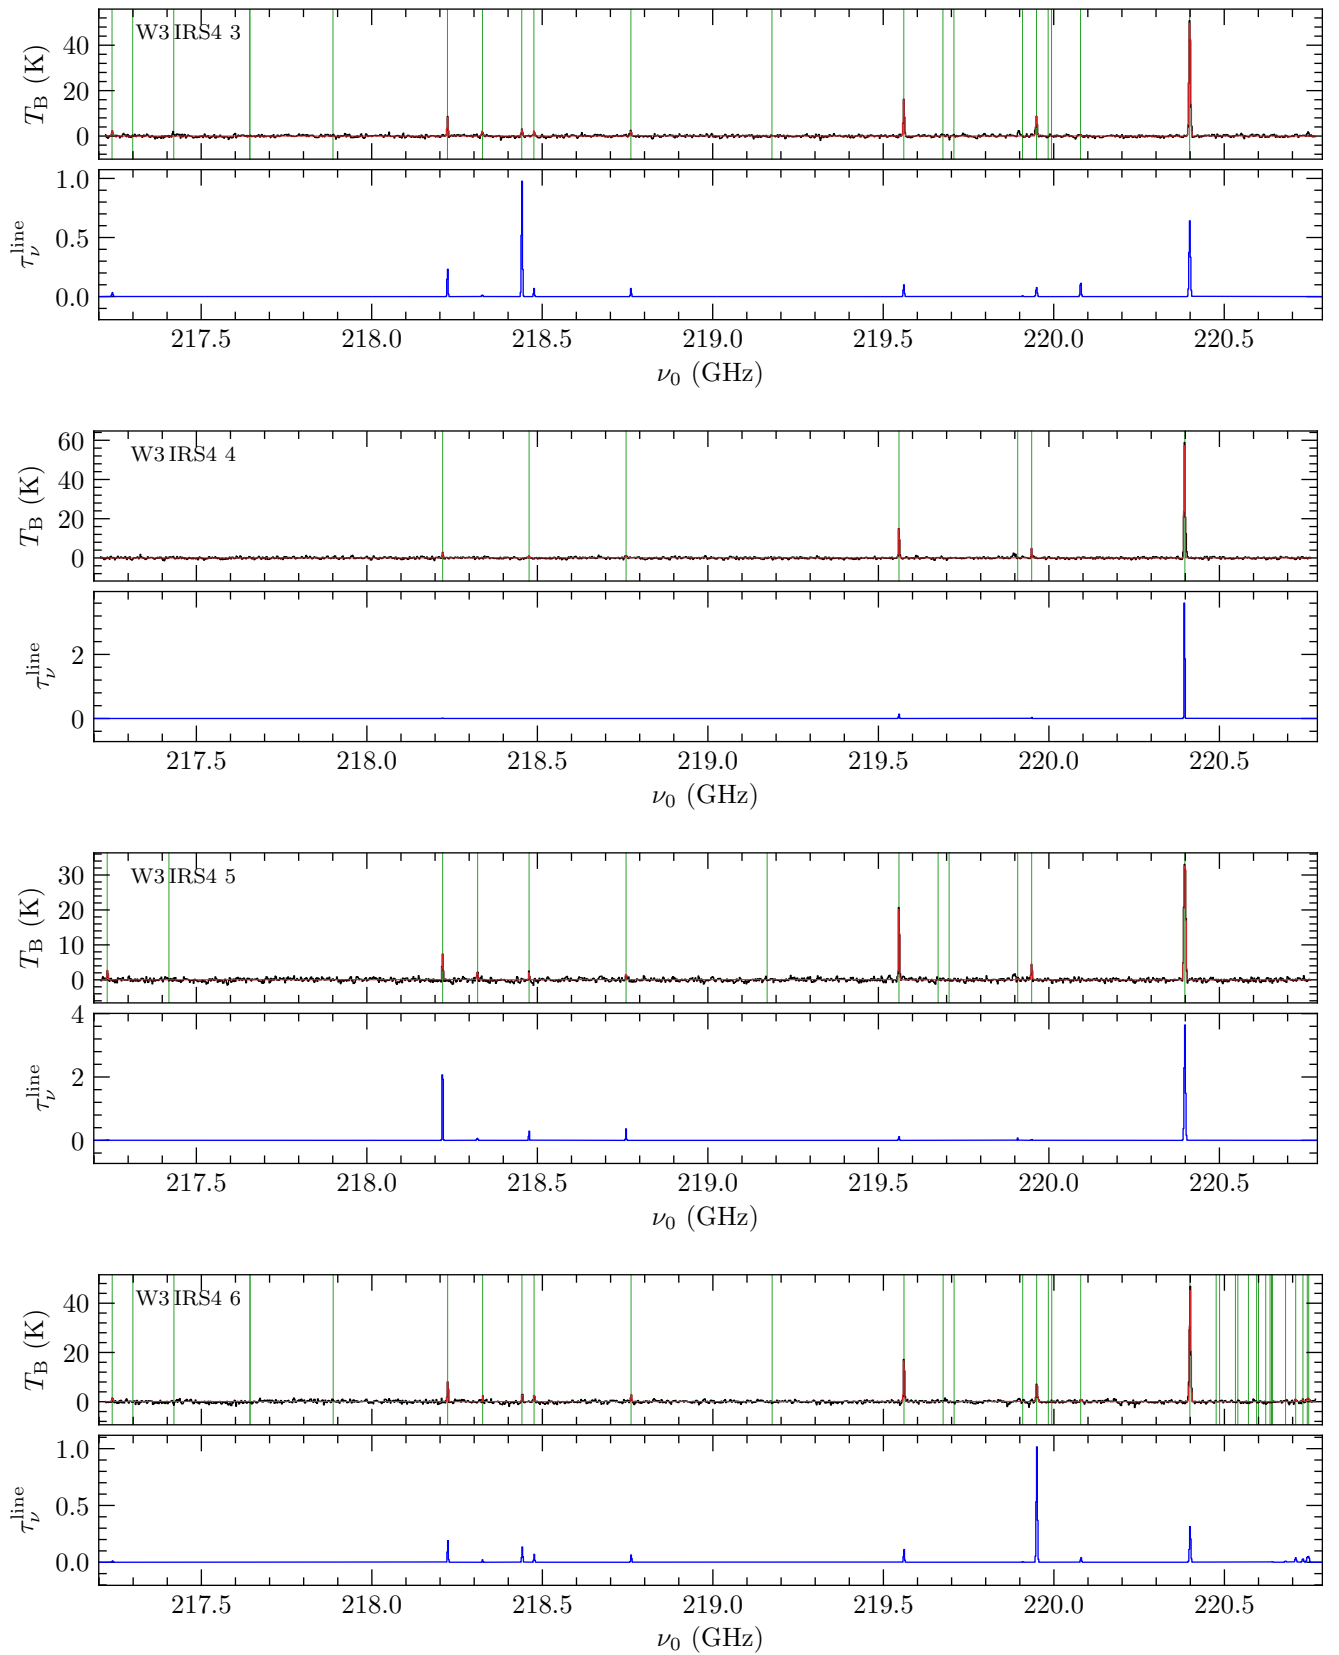 W3 IRS4 3
T_B (K)
40
20
0
τ_ν^line
1.0
0.5
0.0
217.5 218.0 218.5 219.0 219.5 220.0 220.5
ν_0 (GHz)
W3 IRS4 4
T_B (K)
60
40
20
0
τ_ν^line
2
0
217.5 218.0 218.5 219.0 219.5 220.0 220.5
ν_0 (GHz)
W3 IRS4 5
T_B (K)
30
20
10
0
τ_ν^line
4
2
0
217.5 218.0 218.5 219.0 219.5 220.0 220.5
ν_0 (GHz)
W3 IRS4 6
T_B (K)
40
20
0
τ_ν^line
1.0
0.5
0.0
217.5 218.0 218.5 219.0 219.5 220.0 220.5
ν_0 (GHz)